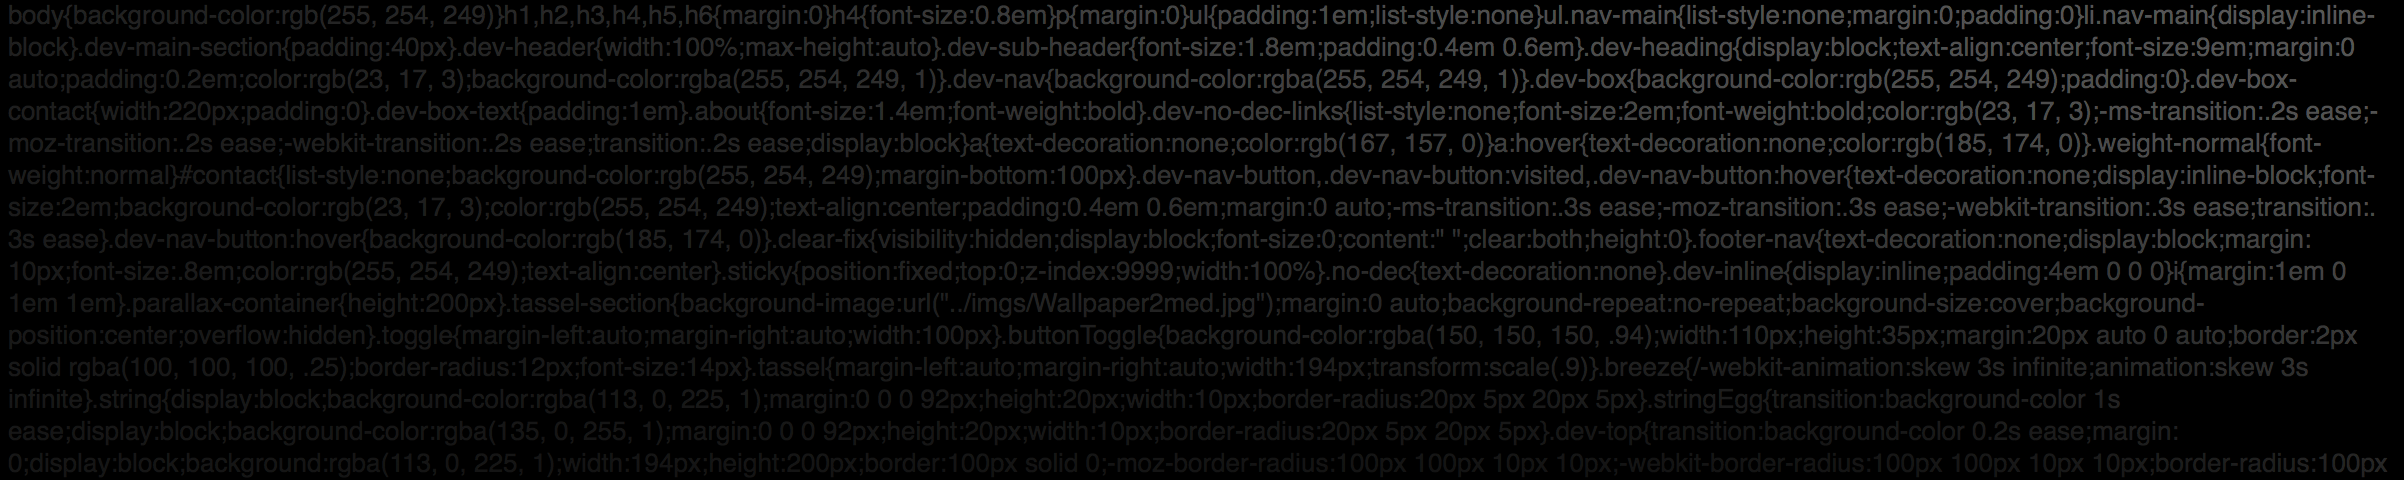 body{background-color:rgb(255, 254, 249)}h1,h2,h3,h4,h5,h6{margin:0}h4{font-size:0.8em}p{margin:0}ul{padding:1em;list-style:none}ul.nav-main{list-style:none;margin:0;padding:0}li.nav-main{display:inline-
block}.dev-main-section{padding:40px}.dev-header{width:100%;max-height:auto}.dev-sub-header{font-size:1.8em;padding:0.4em 0.6em}.dev-heading{display:block;text-align:center;font-size:9em;margin:0
auto;padding:0.2em;color:rgb(23, 17, 3);background-color:rgba(255, 254, 249, 1)}.dev-nav{background-color:rgba(255, 254, 249, 1)}.dev-box{background-color:rgb(255, 254, 249);padding:0}.dev-box-
contact{width:220px;padding:0}.dev-box-text{padding:1em}.about{font-size:1.4em;font-weight:bold}.dev-no-dec-links{list-style:none;font-size:2em;font-weight:bold;color:rgb(23, 17, 3);-ms-transition:.2s ease;-
moz-transition:.2s ease;-webkit-transition:.2s ease;transition:.2s ease;display:block}a{text-decoration:none;color:rgb(167, 157, 0)}a:hover{text-decoration:none;color:rgb(185, 174, 0)}.weight-normal{font-
weight:normal}#contact{list-style:none;background-color:rgb(255, 254, 249);margin-bottom:100px}.dev-nav-button,.dev-nav-button:visited,.dev-nav-button:hover{text-decoration:none;display:inline-block;font-
size:2em;background-color:rgb(23, 17, 3);color:rgb(255, 254, 249);text-align:center;padding:0.4em 0.6em;margin:0 auto;-ms-transition:.3s ease;-moz-transition:.3s ease;-webkit-transition:.3s ease;transition:.
3s ease}.dev-nav-button:hover{background-color:rgb(185, 174, 0)}.clear-fix{visibility:hidden;display:block;font-size:0;content:" ";clear:both;height:0}.footer-nav{text-decoration:none;display:block;margin:
10px;font-size:.8em;color:rgb(255, 254, 249);text-align:center}.sticky{position:fixed;top:0;z-index:9999;width:100%}.no-dec{text-decoration:none}.dev-inline{display:inline;padding:4em 0 0 0}i{margin:1em 0
1em 1em}.parallax-container{height:200px}.tassel-section{background-image:url("../imgs/Wallpaper2med.jpg");margin:0 auto;background-repeat:no-repeat;background-size:cover;background-
position:center;overflow:hidden}.toggle{margin-left:auto;margin-right:auto;width:100px}.buttonToggle{background-color:rgba(150, 150, 150, .94);width:110px;height:35px;margin:20px auto 0 auto;border:2px
solid rgba(100, 100, 100, .25);border-radius:12px;font-size:14px}.tassel{margin-left:auto;margin-right:auto;width:194px;transform:scale(.9)}.breeze{/-webkit-animation:skew 3s infinite;animation:skew 3s
infinite}.string{display:block;background-color:rgba(113, 0, 225, 1);margin:0 0 0 92px;height:20px;width:10px;border-radius:20px 5px 20px 5px}.stringEgg{transition:background-color 1s
ease;display:block;background-color:rgba(135, 0, 255, 1);margin:0 0 0 92px;height:20px;width:10px;border-radius:20px 5px 20px 5px}.dev-top{transition:background-color 0.2s ease;margin:
0;display:block;background:rgba(113, 0, 225, 1);width:194px;height:200px;border:100px solid 0;-moz-border-radius:100px 100px 10px 10px;-webkit-border-radius:100px 100px 10px 10px;border-radius:100px